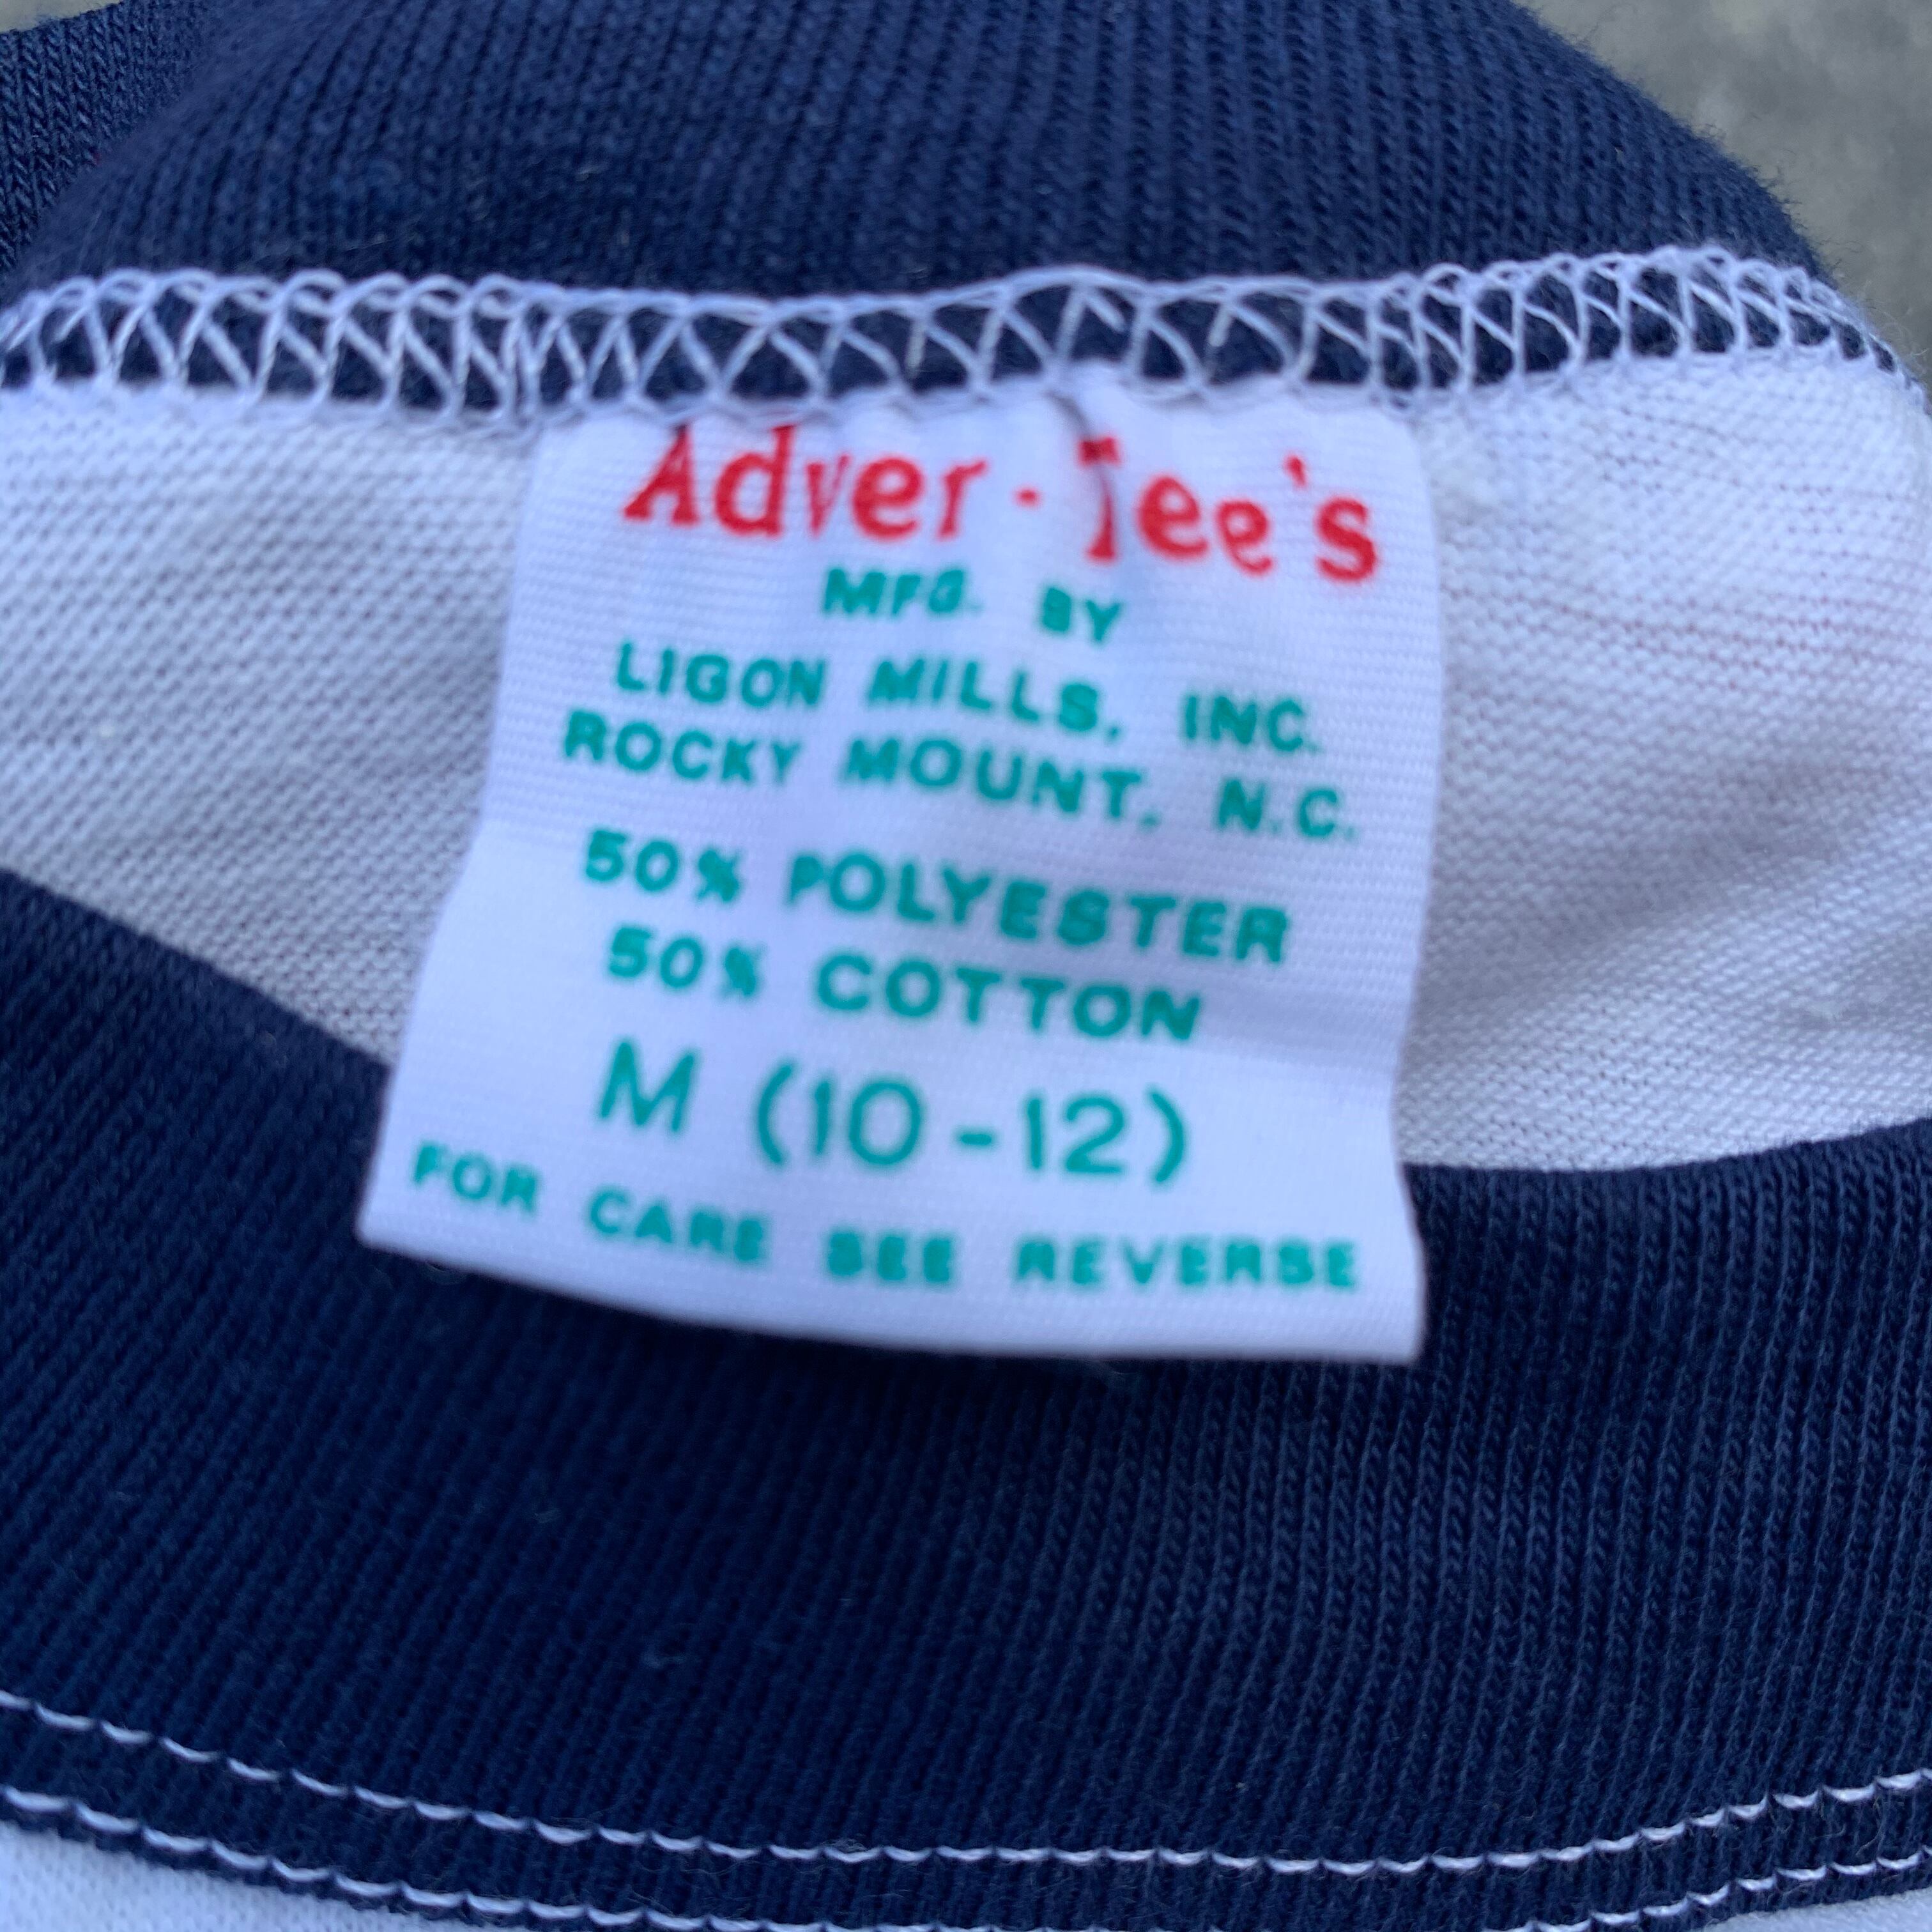 Adver-Tee's
MFG. BY
LIGON MILLS, INC.
ROCKY MOUNT, N.C.
50% POLYESTER
50% COTTON
M (10-12)
FOR CARE SEE REVERSE